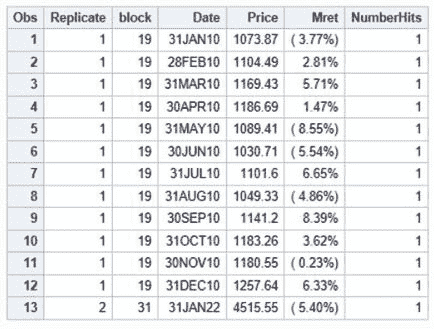 Obs Replicate block Date Price Mret NumberHits
1 1 19 31JAN10 1073.87 ( 3.77%) 1
2 1 19 28FEB10 1104.49 2.81% 1
3 1 19 31MAR10 1169.43 5.71% 1
4 1 19 30APR10 1186.69 1.47% 1
5 1 19 31MAY10 1089.41 ( 8.55%) 1
6 1 19 30JUN10 1030.71 ( 5.54%) 1
7 1 19 31JUL10 1101.6 6.65% 1
8 1 19 31AUG10 1049.33 ( 4.86%) 1
9 1 19 30SEP10 1141.2 8.39% 1
10 1 19 31OCT10 1183.26 3.62% 1
11 1 19 30NOV10 1180.55 ( 0.23%) 1
12 1 19 31DEC10 1257.64 6.33% 1
13 2 31 31JAN22 4515.55 ( 5.40%) 1